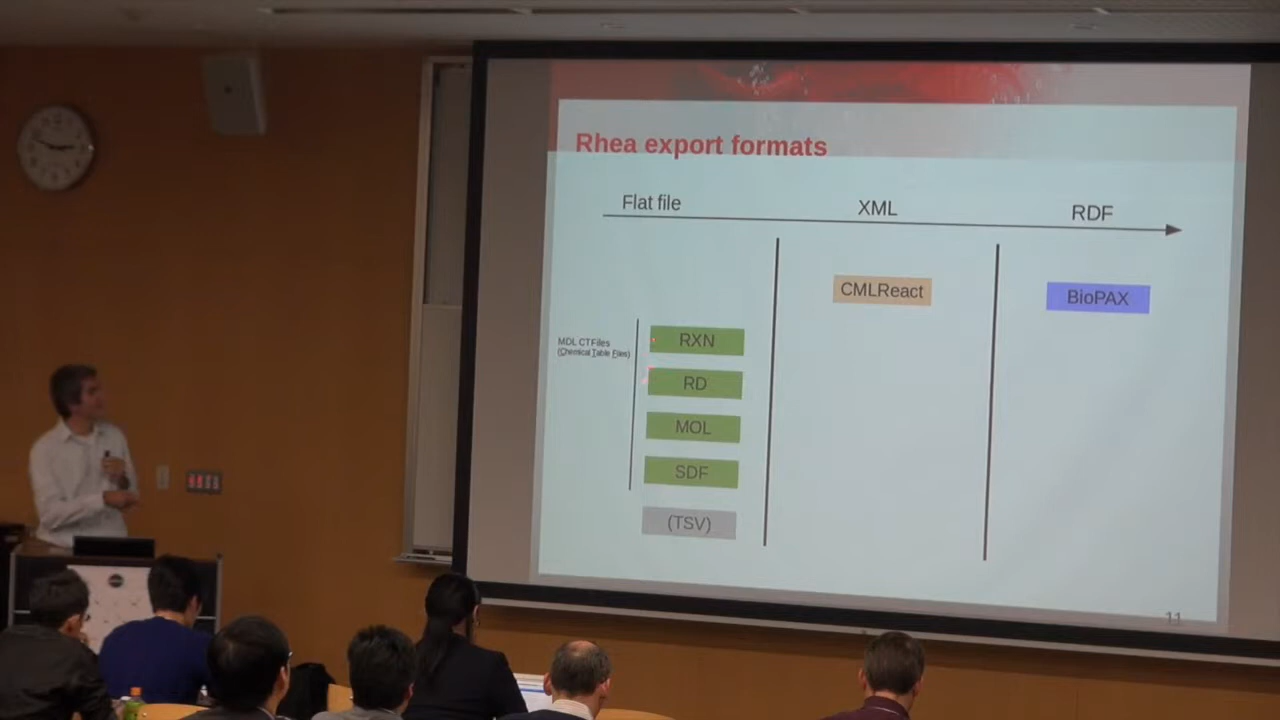 Rhea export formats
Flat file
XML
RDF
CMLReact
BioPAX
MDL CTFiles
(Chemical Table Files)
RXN
RD
MOL
SDF
(TSV)
11